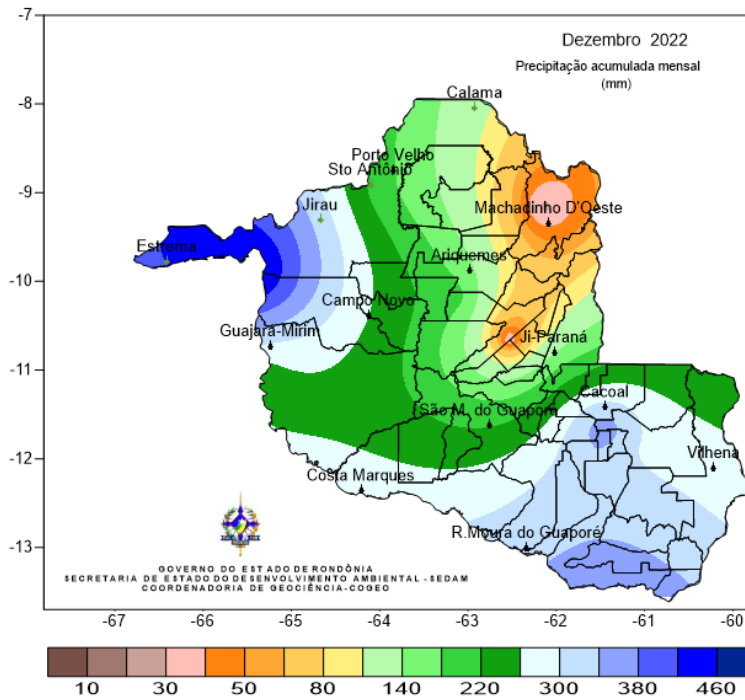 Dezembro 2022
Precipitação acumulada mensal
(mm)
-7
-8
-9
-10
-11
-12
-13
Calama
Porto Velho
Sto Antônio
Machadinho D'Oeste
Jirau
Estrema
Ariquemes
Campo Novo
Guajará-Mirim
Ji-Paraná
Cacoal
São M. do Guaporé
Vilhena
Costa Marques
R.Moura do Guaporé
GOVERNO DO ESTADO DE RONDÔNIA
SECRETARIA DE ESTADO DO DESENVOLVIMENTO AMBIENTAL - SEDAM
COORDENADORIA DE GEOCIÊNCIA-COGEO
-67 -66 -65 -64 -63 -62 -61 -60
10 30 50 80 140 220 300 380 460